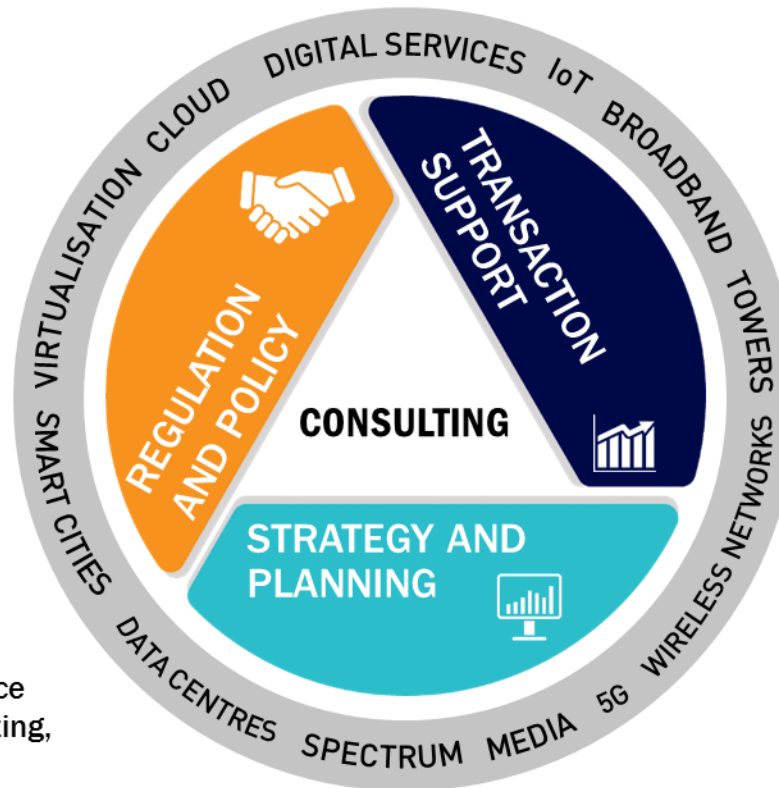 DIGITAL SERVICES
IoT
BROADBAND
TOWERS
WIRELESS NETWORKS
5G
MEDIA
SPECTRUM
DATA CENTRES
SMART CITIES
VIRTUALISATION
CLOUD
REGULATION
AND POLICY
TRANSACTION
SUPPORT
CONSULTING
STRATEGY AND
PLANNING